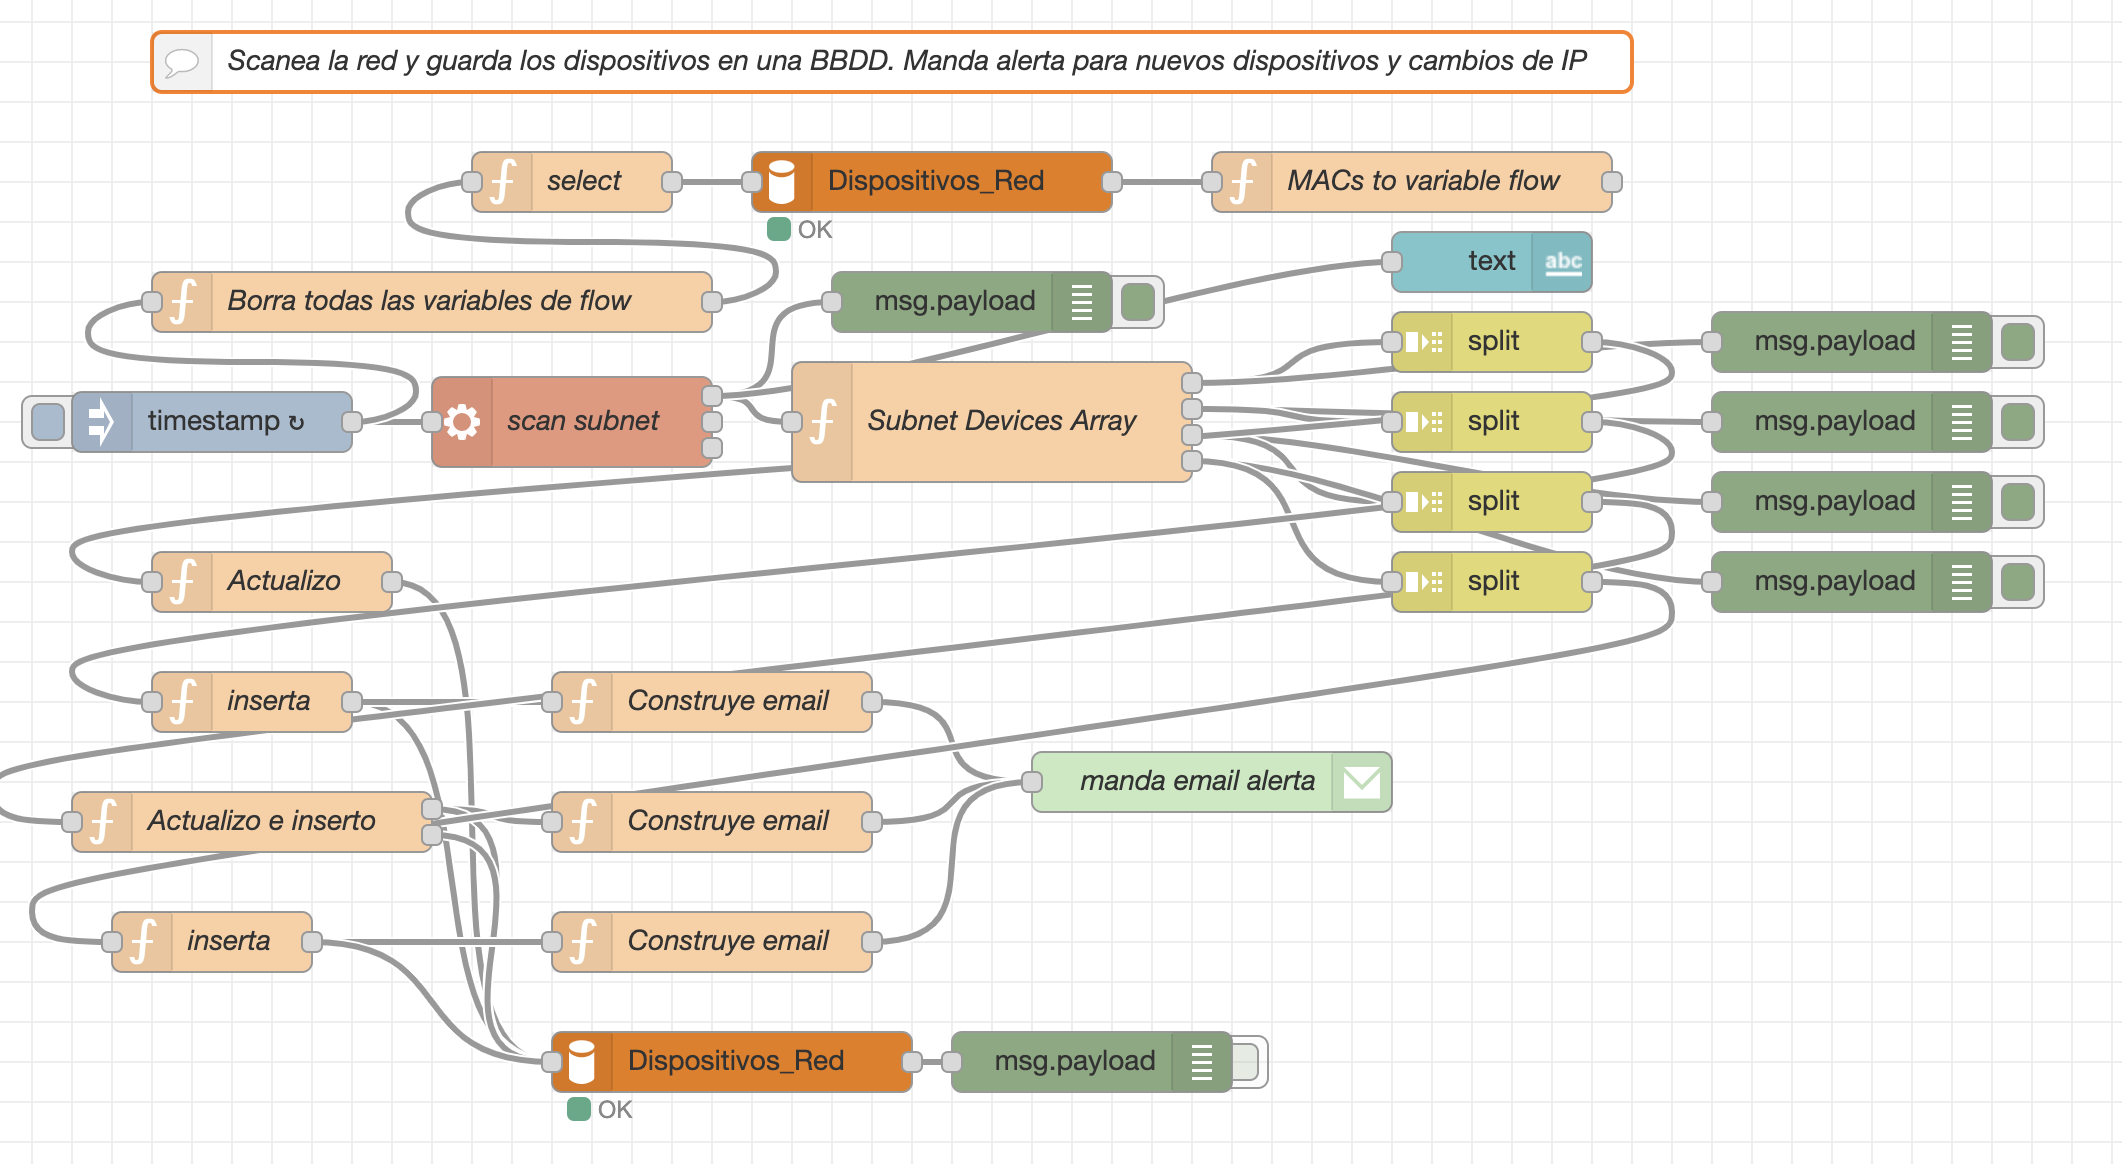 Scanea la red y guarda los dispositivos en una BBDD. Manda alerta para nuevos dispositivos y cambios de IP
select
Dispositivos_Red
MACs to variable flow
OK
text
abc
Borra todas las variables de flow
msg.payload
split
msg.payload
timestamp ↻
scan subnet
Subnet Devices Array
split
msg.payload
split
msg.payload
Actualizo
split
msg.payload
inserta
Construye email
manda email alerta
Actualizo e inserto
Construye email
inserta
Construye email
Dispositivos_Red
msg.payload
OK